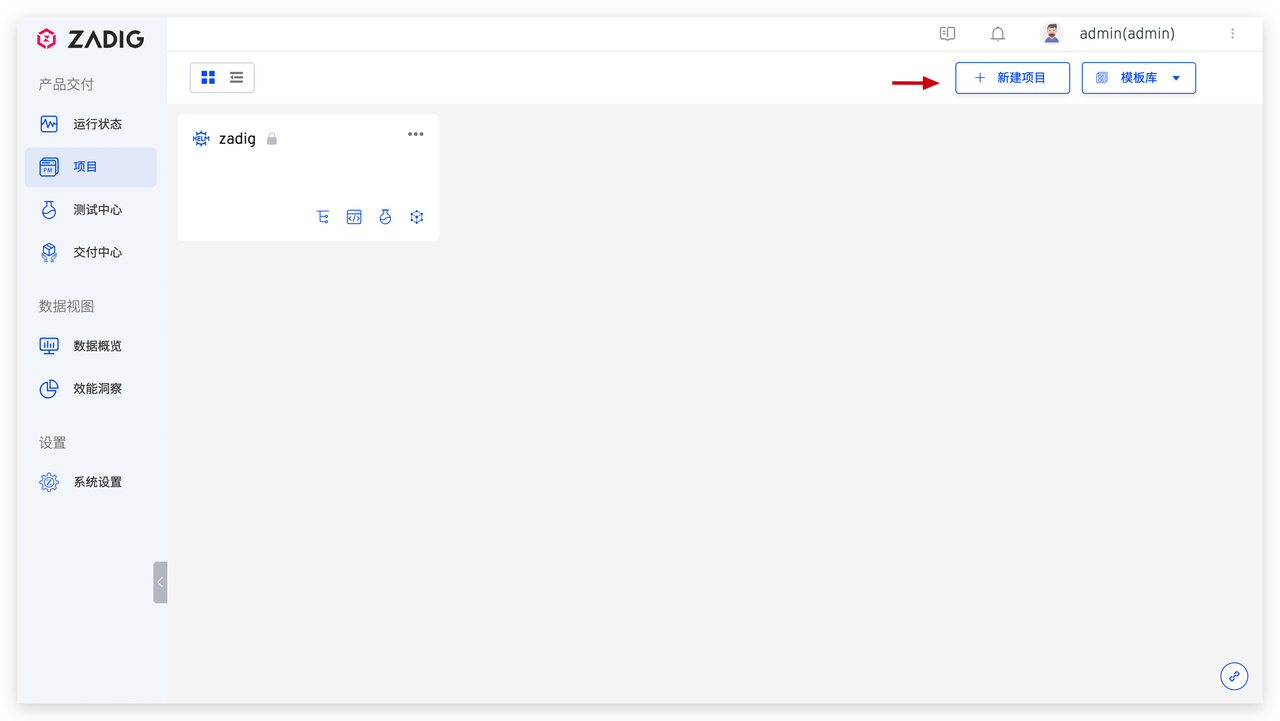 ZADIG
admin(admin)
产品交付
运行状态
项目
测试中心
交付中心
数据视图
数据概览
效能洞察
设置
系统设置
新建项目
模板库
HELM
zadig
PM